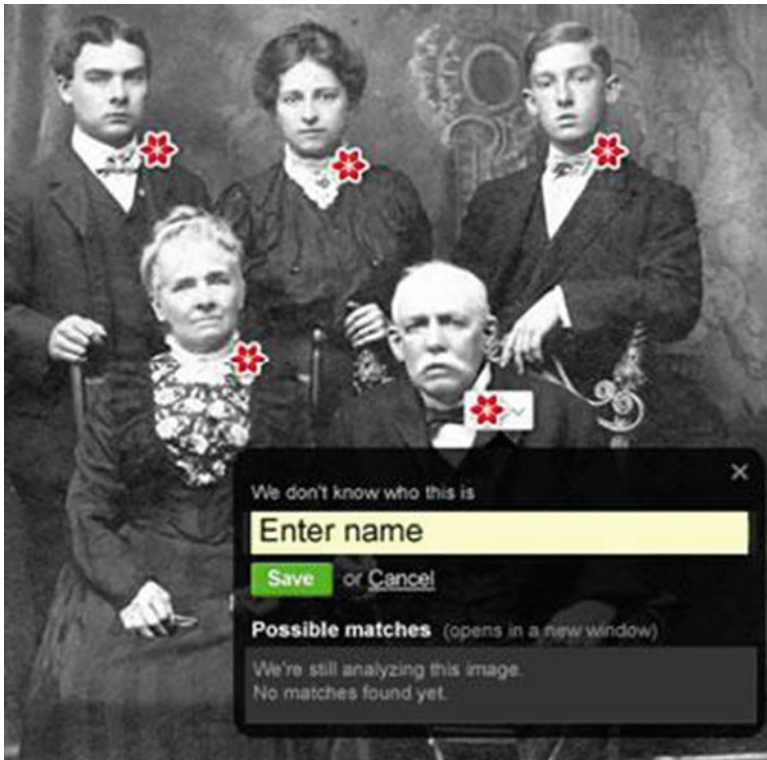 We don't know who this is
Enter name
Save or Cancel
Possible matches (opens in a new window)
We're still analyzing this image.
No matches found yet.